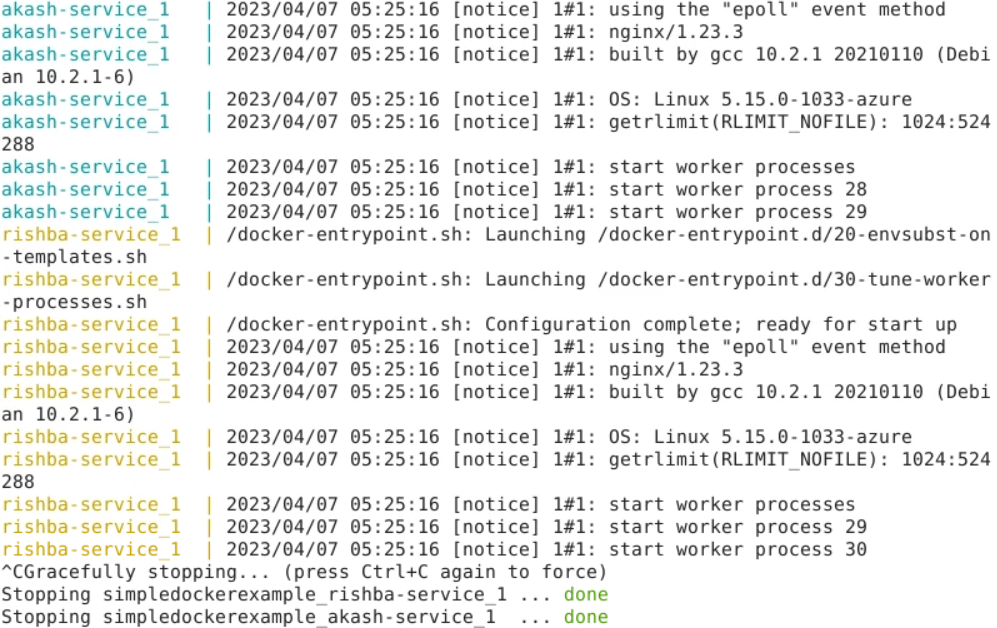 akash-service_1   | 2023/04/07 05:25:16 [notice] 1#1: using the "epoll" event method
akash-service_1   | 2023/04/07 05:25:16 [notice] 1#1: nginx/1.23.3
akash-service_1   | 2023/04/07 05:25:16 [notice] 1#1: built by gcc 10.2.1 20210110 (Debi
an 10.2.1-6)
akash-service_1   | 2023/04/07 05:25:16 [notice] 1#1: OS: Linux 5.15.0-1033-azure
akash-service_1   | 2023/04/07 05:25:16 [notice] 1#1: getrlimit(RLIMIT_NOFILE): 1024:524
288
akash-service_1   | 2023/04/07 05:25:16 [notice] 1#1: start worker processes
akash-service_1   | 2023/04/07 05:25:16 [notice] 1#1: start worker process 28
akash-service_1   | 2023/04/07 05:25:16 [notice] 1#1: start worker process 29
rishba-service_1  | /docker-entrypoint.sh: Launching /docker-entrypoint.d/20-envsubst-on
-templates.sh
rishba-service_1  | /docker-entrypoint.sh: Launching /docker-entrypoint.d/30-tune-worker
-processes.sh
rishba-service_1  | /docker-entrypoint.sh: Configuration complete; ready for start up
rishba-service_1  | 2023/04/07 05:25:16 [notice] 1#1: using the "epoll" event method
rishba-service_1  | 2023/04/07 05:25:16 [notice] 1#1: nginx/1.23.3
rishba-service_1  | 2023/04/07 05:25:16 [notice] 1#1: built by gcc 10.2.1 20210110 (Debi
an 10.2.1-6)
rishba-service_1  | 2023/04/07 05:25:16 [notice] 1#1: OS: Linux 5.15.0-1033-azure
rishba-service_1  | 2023/04/07 05:25:16 [notice] 1#1: getrlimit(RLIMIT_NOFILE): 1024:524
288
rishba-service_1  | 2023/04/07 05:25:16 [notice] 1#1: start worker processes
rishba-service_1  | 2023/04/07 05:25:16 [notice] 1#1: start worker process 29
rishba-service_1  | 2023/04/07 05:25:16 [notice] 1#1: start worker process 30
^CGracefully stopping... (press Ctrl+C again to force)
Stopping simpledockerexample_rishba-service_1 ... done
Stopping simpledockerexample_akash-service_1  ... done